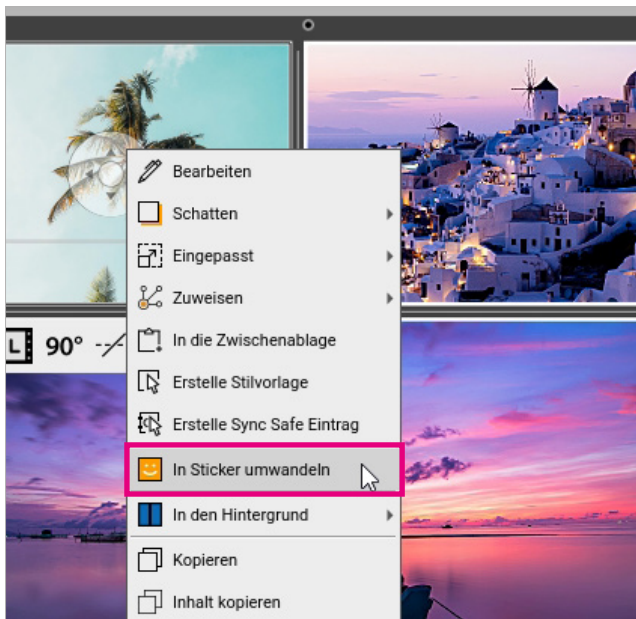 Bearbeiten
Schatten
Eingepasst
Zuweisen
L 90°
In die Zwischenablage
Erstelle Stilvorlage
Erstelle Sync Safe Eintrag
In Sticker umwandeln
In den Hintergrund
Kopieren
Inhalt kopieren